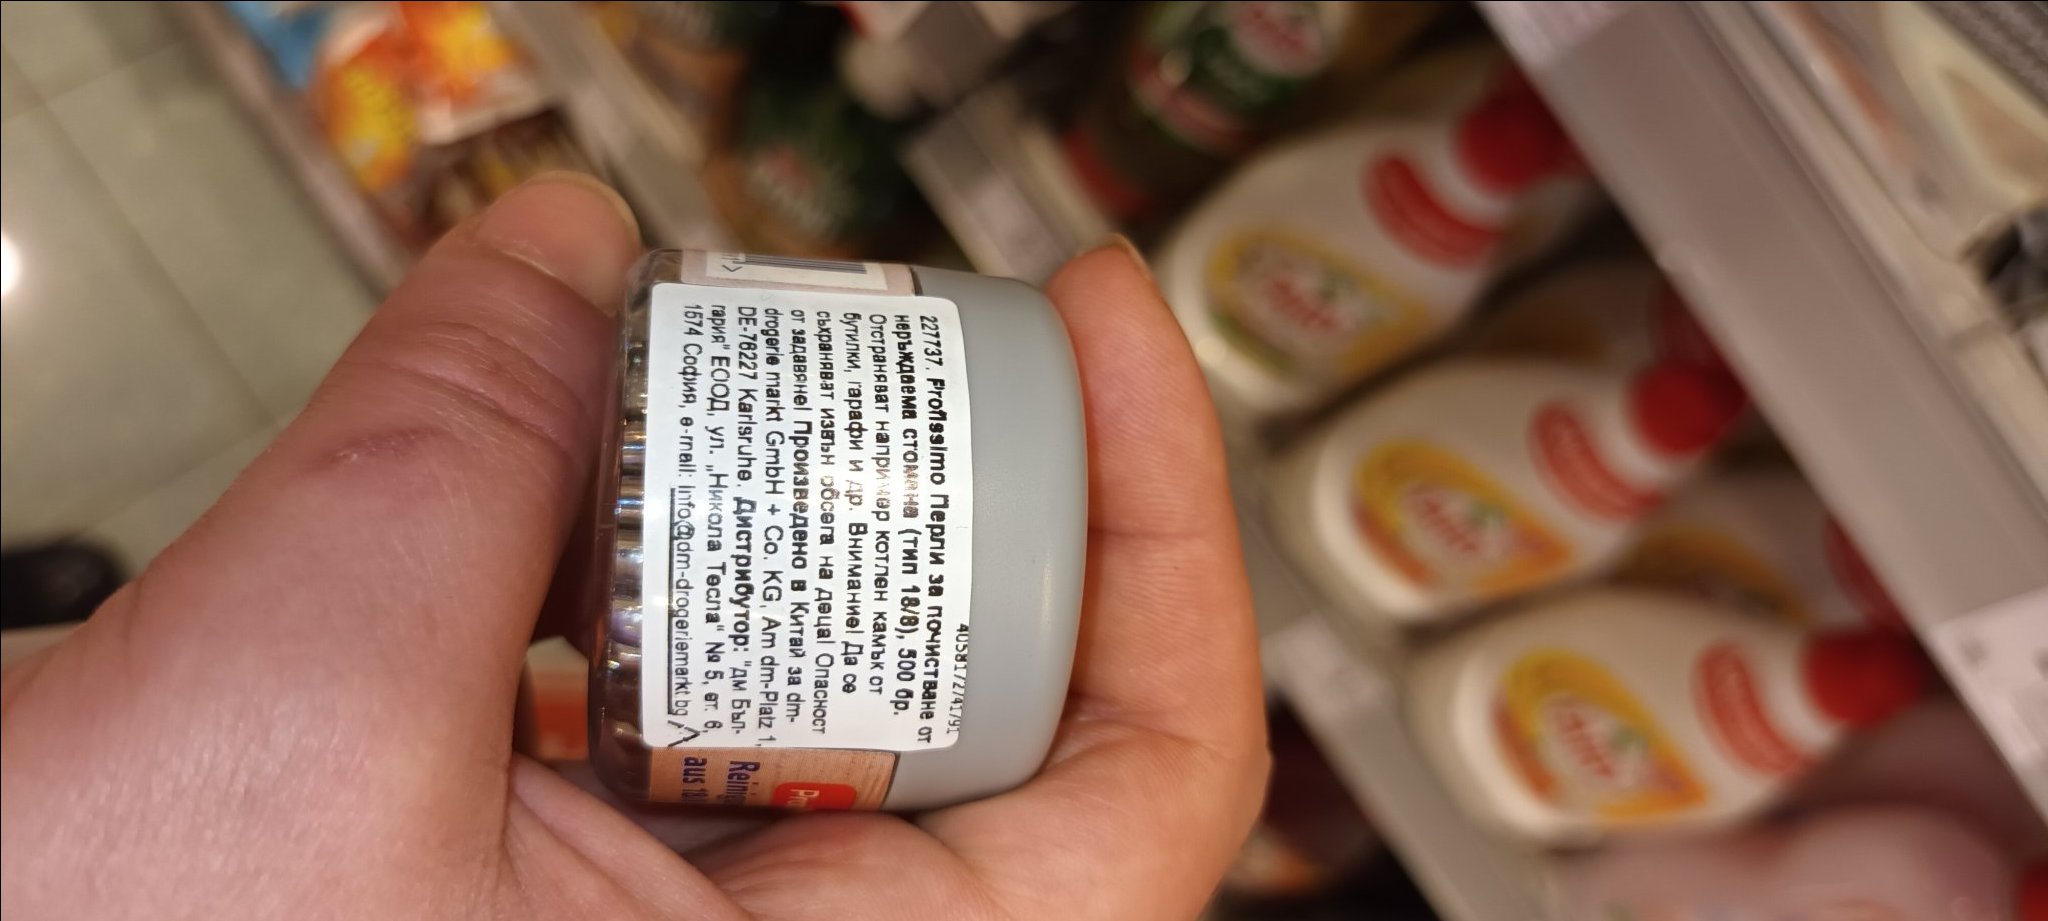 4058172741791
227737. Profissimo Перли за почистване от
неръждаема стомана (тип 18/8), 500 бр.
Отстраняват например котлен камък от
бутилки, гарафи и др. Внимание! Да се
съхраняват извън обсега на деца! Опасност
от задавяне! Произведено в Китай за dm-
drogerie markt GmbH + Co. KG, Am dm-Platz 1,
DE-76227 Karlsruhe. Дистрибутор: "дм Бъл-
гария" ЕООД, ул. „Никола Тесла" № 5, ет. 6,
1574 София, e-mail: info@dm-drogeriemarkt.bg
aus